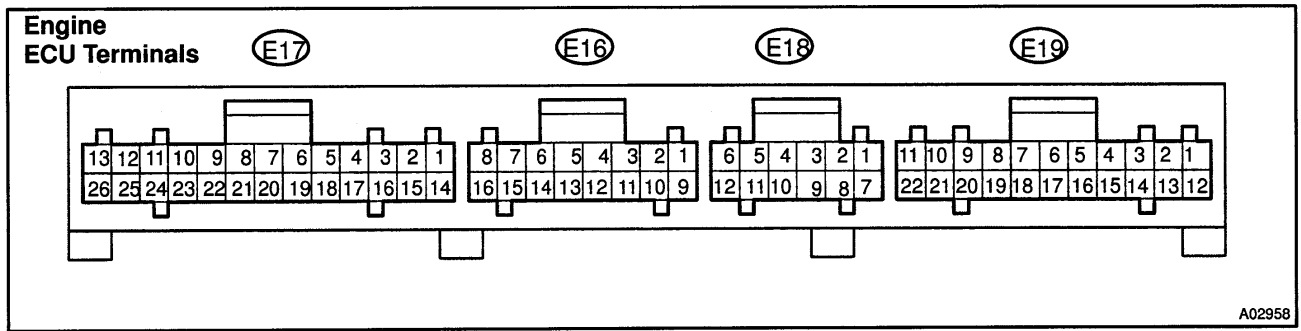 Engine
ECU Terminals
E17 E16 E18 E19
13 12 11 10 9 8 7 6 5 4 3 2 1 8 7 6 5 4 3 2 1 6 5 4 3 2 1 11 10 9 8 7 6 5 4 3 2 1
26 25 24 23 22 21 20 19 18 17 16 15 14 16 15 14 13 12 11 10 9 12 11 10 9 8 7 22 21 20 19 18 17 16 15 14 13 12
A02958